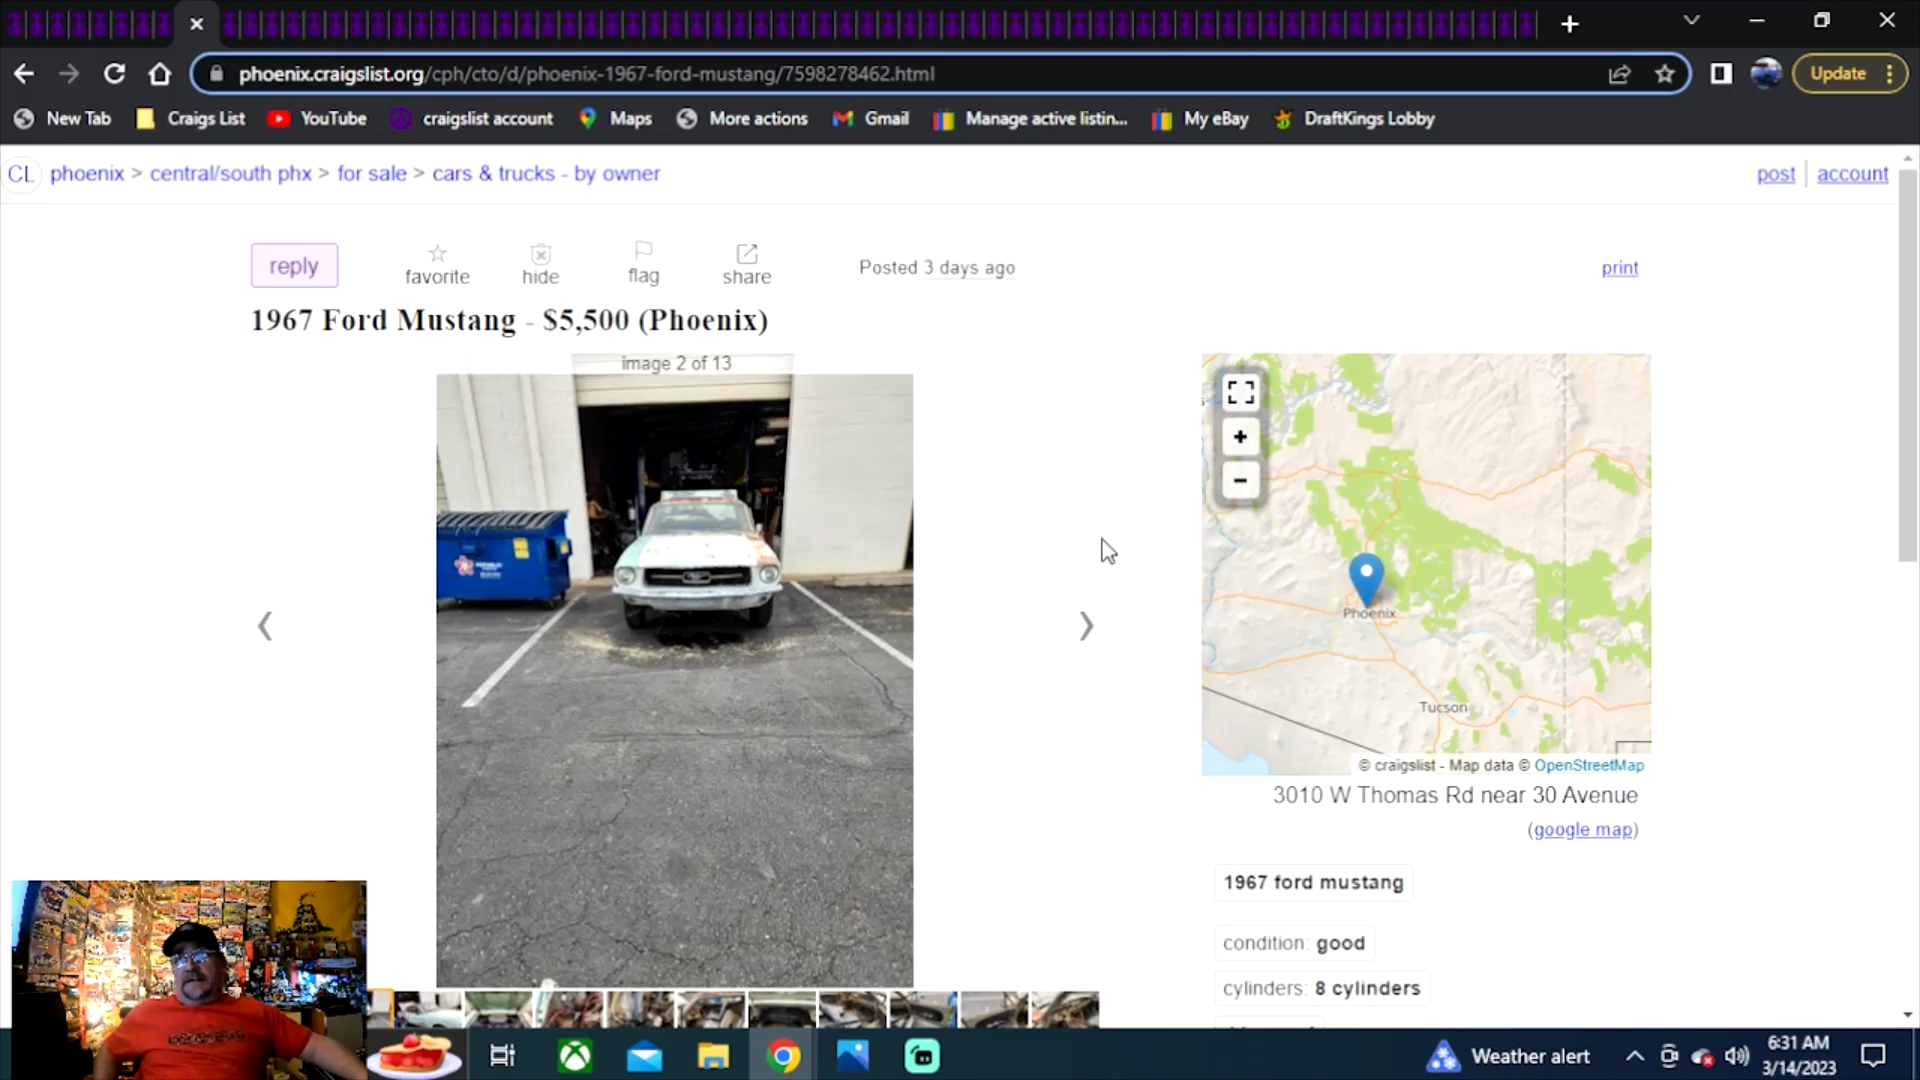 phoenix.craigslist.org/cph/cto/d/phoenix-1967-ford-mustang/7598278462.html
Update
New Tab
Craigs List
YouTube
craigslist account
Maps
More actions
Gmail
Manage active listin...
My eBay
DraftKings Lobby
CL phoenix > central/south phx > for sale > cars & trucks - by owner
post account
reply
favorite
hide
flag
share
Posted 3 days ago
print
1967 Ford Mustang - $5,500 (Phoenix)
image 2 of 13
Phoenix
Tucson
© craigslist - Map data © OpenStreetMap
3010 W Thomas Rd near 30 Avenue
(google map)
1967 ford mustang
condition: good
cylinders: 8 cylinders
Weather alert
6:31 AM
3/14/2023